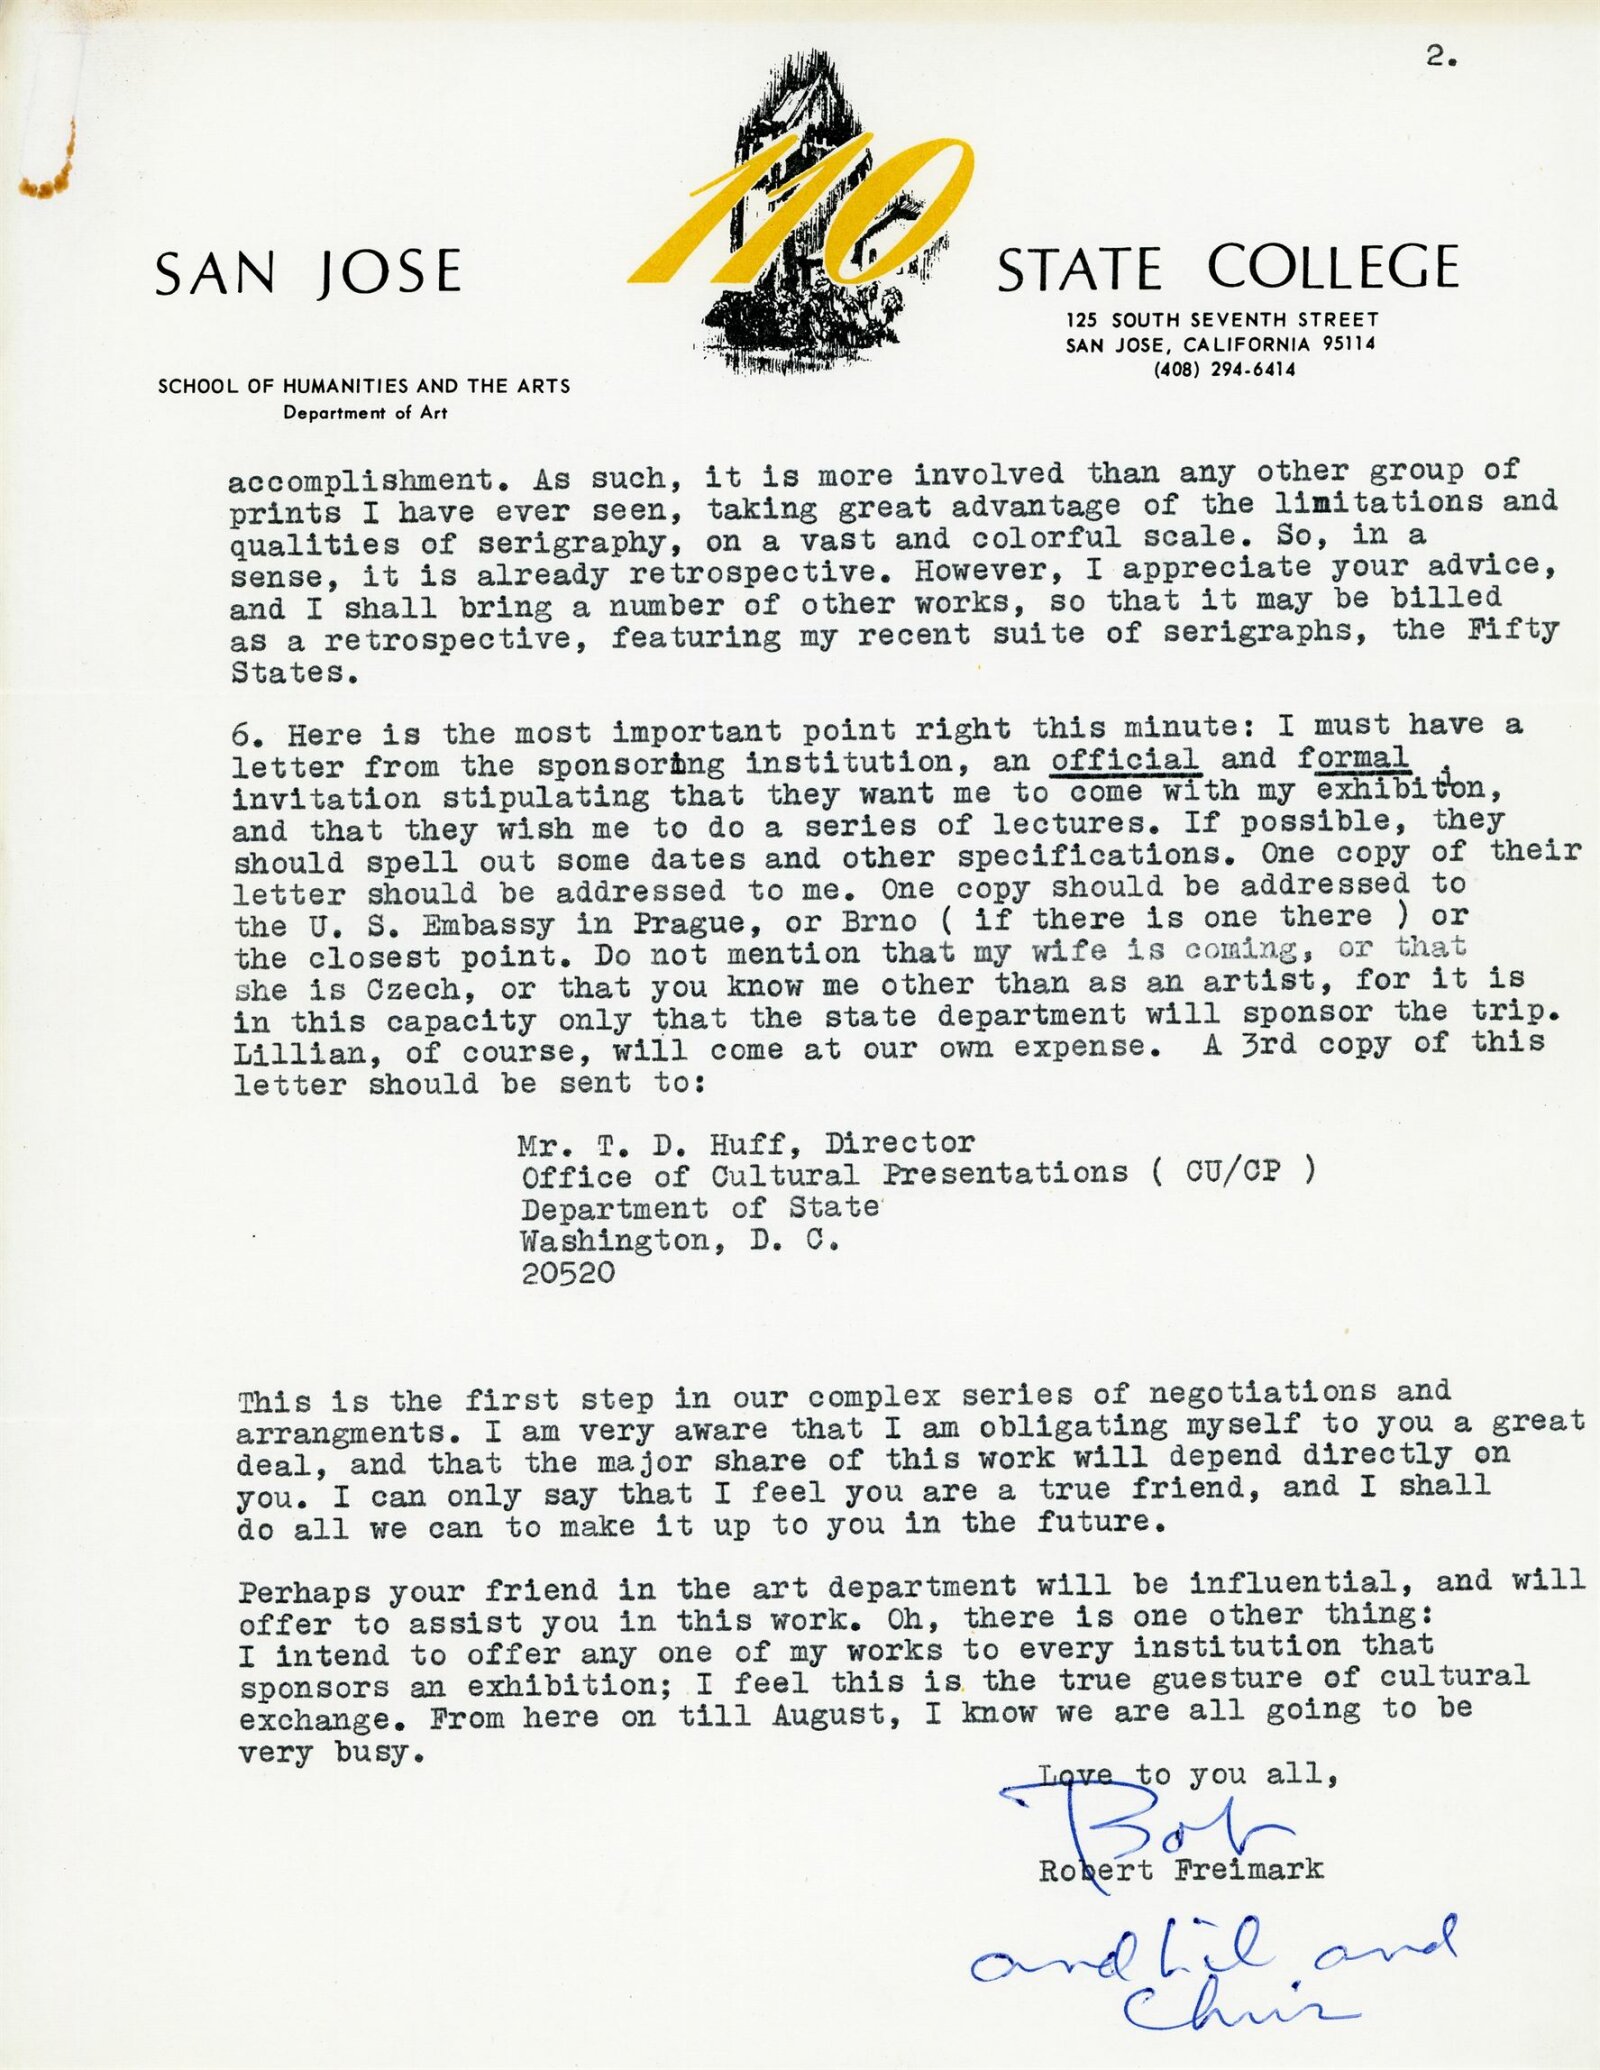 2.
110
SAN JOSE STATE COLLEGE
125 SOUTH SEVENTH STREET
SAN JOSE, CALIFORNIA 95114
(408) 294-6414
SCHOOL OF HUMANITIES AND THE ARTS
Department of Art
accomplishment. As such, it is more involved than any other group of
prints I have ever seen, taking great advantage of the limitations and
qualities of serigraphy, on a vast and colorful scale. So, in a
sense, it is already retrospective. However, I appreciate your advice,
and I shall bring a number of other works, so that it may be billed
as a retrospective, featuring my recent suite of serigraphs, the Fifty
States.
6. Here is the most important point right this minute: I must have a
letter from the sponsoring institution, an official and formal
invitation stipulating that they want me to come with my exhibition,
and that they wish me to do a series of lectures. If possible, they
should spell out some dates and other specifications. One copy of their
letter should be addressed to me. One copy should be addressed to
the U. S. Embassy in Prague, or Brno ( if there is one there ) or
the closest point. Do not mention that my wife is coming, or that
she is Czech, or that you know me other than as an artist, for it is
in this capacity only that the state department will sponsor the trip.
Lillian, of course, will come at our own expense. A 3rd copy of this
letter should be sent to:
Mr. T. D. Huff, Director
Office of Cultural Presentations ( CU/CP )
Department of State
Washington, D. C.
20520
This is the first step in our complex series of negotiations and
arrangments. I am very aware that I am obligating myself to you a great
deal, and that the major share of this work will depend directly on
you. I can only say that I feel you are a true friend, and I shall
do all we can to make it up to you in the future.
Perhaps your friend in the art department will be influential, and will
offer to assist you in this work. Oh, there is one other thing:
I intend to offer any one of my works to every institution that
sponsors an exhibition; I feel this is the true guesture of cultural
exchange. From here on till August, I know we are all going to be
very busy.
Love to you all,
Bob
Robert Freimark
and Lil and
Chris